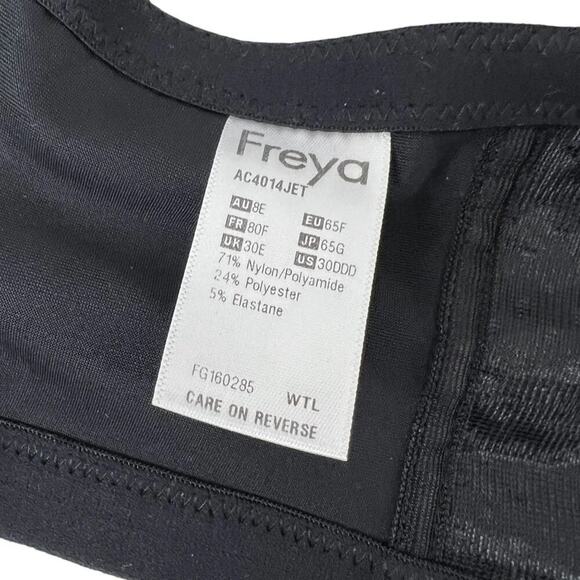 Freya
AC4014JET
AU 8E EU 65F
FR 80F JP 65G
UK 30E US 30DDD
71% Nylon/Polyamide
24% Polyester
5% Elastane
FG160285 WTL
CARE ON REVERSE